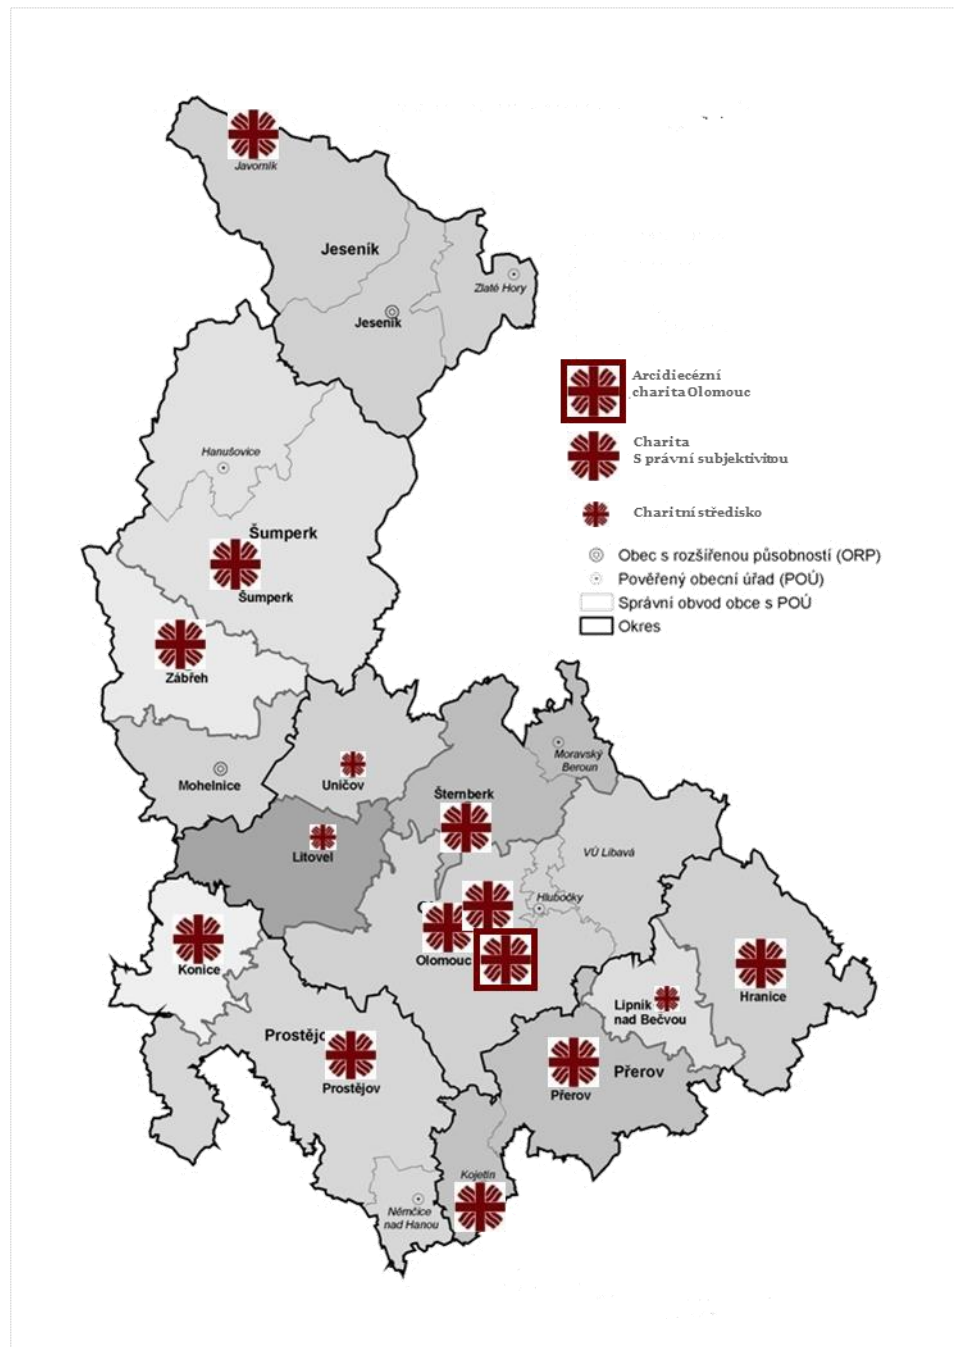 Javorník
Jeseník
Zlaté Hory
Jeseník
Arcidiecézní
charita Olomouc
Charita
S právní subjektivitou
Hanušovice
Charitní středisko
Šumperk
Obec s rozšířenou působností (ORP)
Pověřený obecní úřad (POÚ)
Šumperk
Správní obvod obce s POÚ
Okres
Zábřeh
Moravský
Beroun
Mohelnice
Uničov
Šternberk
Litovel
VÚ Libavá
Hlubočky
Olomouc
Konice
Hranice
Lipník
nad Bečvou
Prostějo
Přerov
Prostějov
Přerov
Kojetín
Němčice
nad Hanou